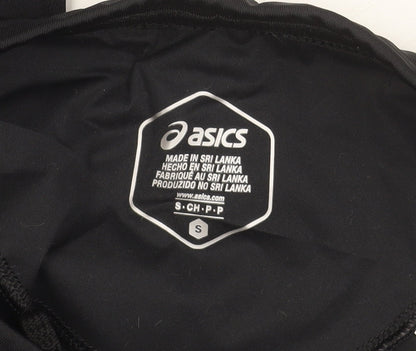 asics
MADE IN SRI LANKA
HECHO EN SRI LANKA
FABRIQUÉ AU SRI LANKA
PRODUZIDO NO SRI LANKA
www.asics.com
S·CH·P·P
S